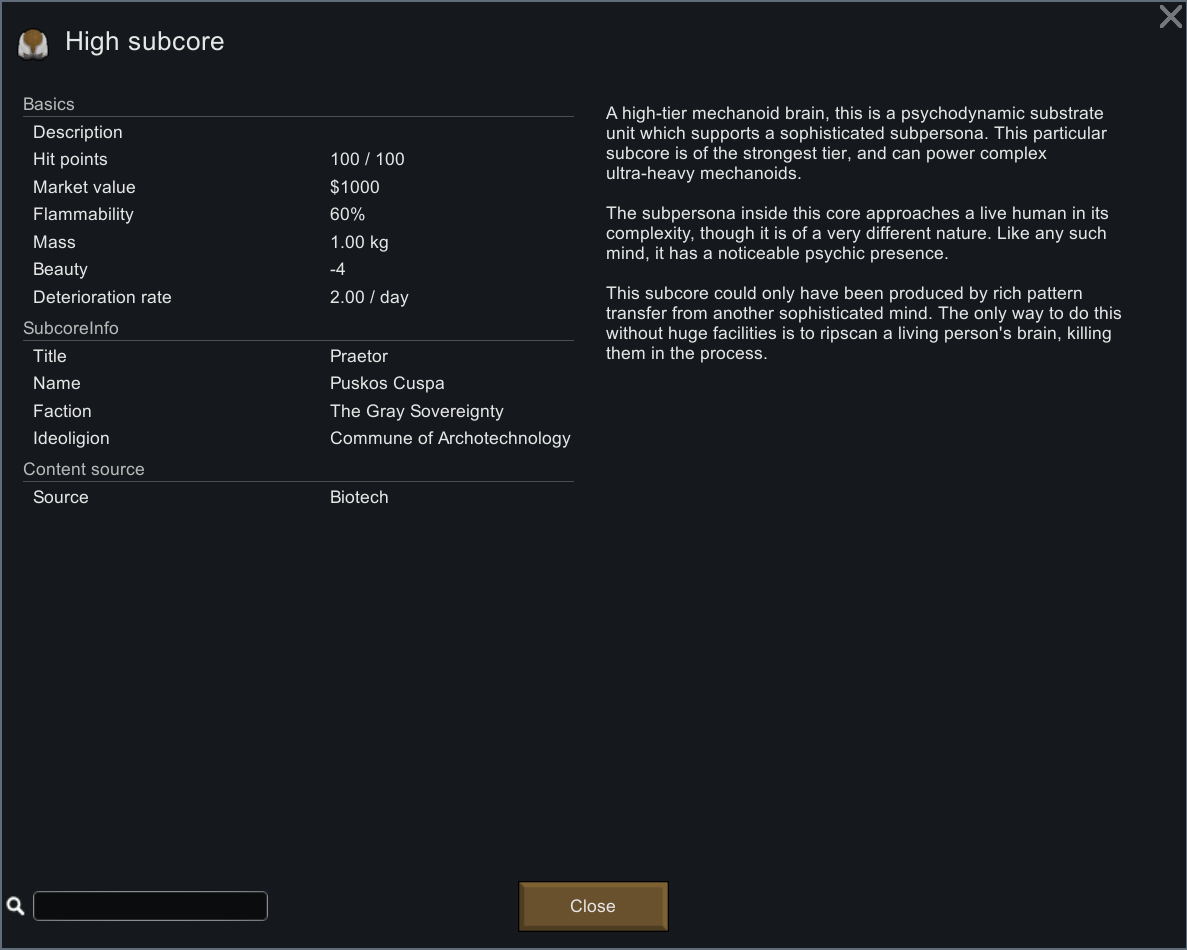 High subcore
Basics
Description
Hit points 100 / 100
Market value $1000
Flammability 60%
Mass 1.00 kg
Beauty -4
Deterioration rate 2.00 / day
SubcoreInfo
Title Praetor
Name Puskos Cuspa
Faction The Gray Sovereignty
Ideoligion Commune of Archotechnology
Content source
Source Biotech
A high-tier mechanoid brain, this is a psychodynamic substrate
unit which supports a sophisticated subpersona. This particular
subcore is of the strongest tier, and can power complex
ultra-heavy mechanoids.
The subpersona inside this core approaches a live human in its
complexity, though it is of a very different nature. Like any such
mind, it has a noticeable psychic presence.
This subcore could only have been produced by rich pattern
transfer from another sophisticated mind. The only way to do this
without huge facilities is to ripscan a living person's brain, killing
them in the process.
Close